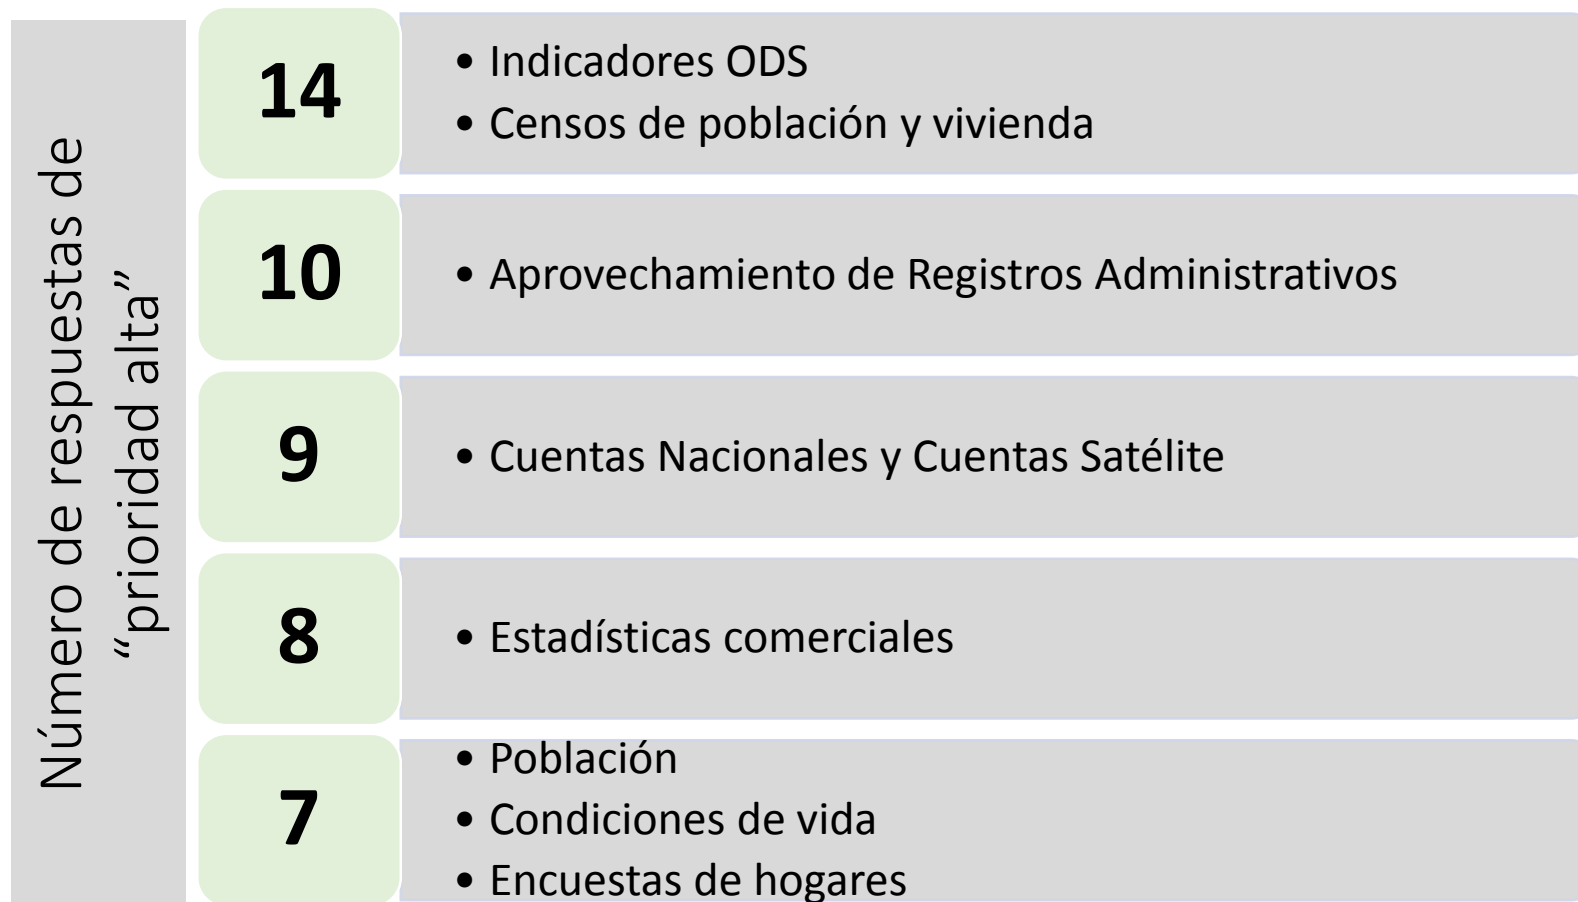 Número de respuestas de
“prioridad alta”
14
• Indicadores ODS
• Censos de población y vivienda
10
• Aprovechamiento de Registros Administrativos
9
• Cuentas Nacionales y Cuentas Satélite
8
• Estadísticas comerciales
7
• Población
• Condiciones de vida
• Encuestas de hogares